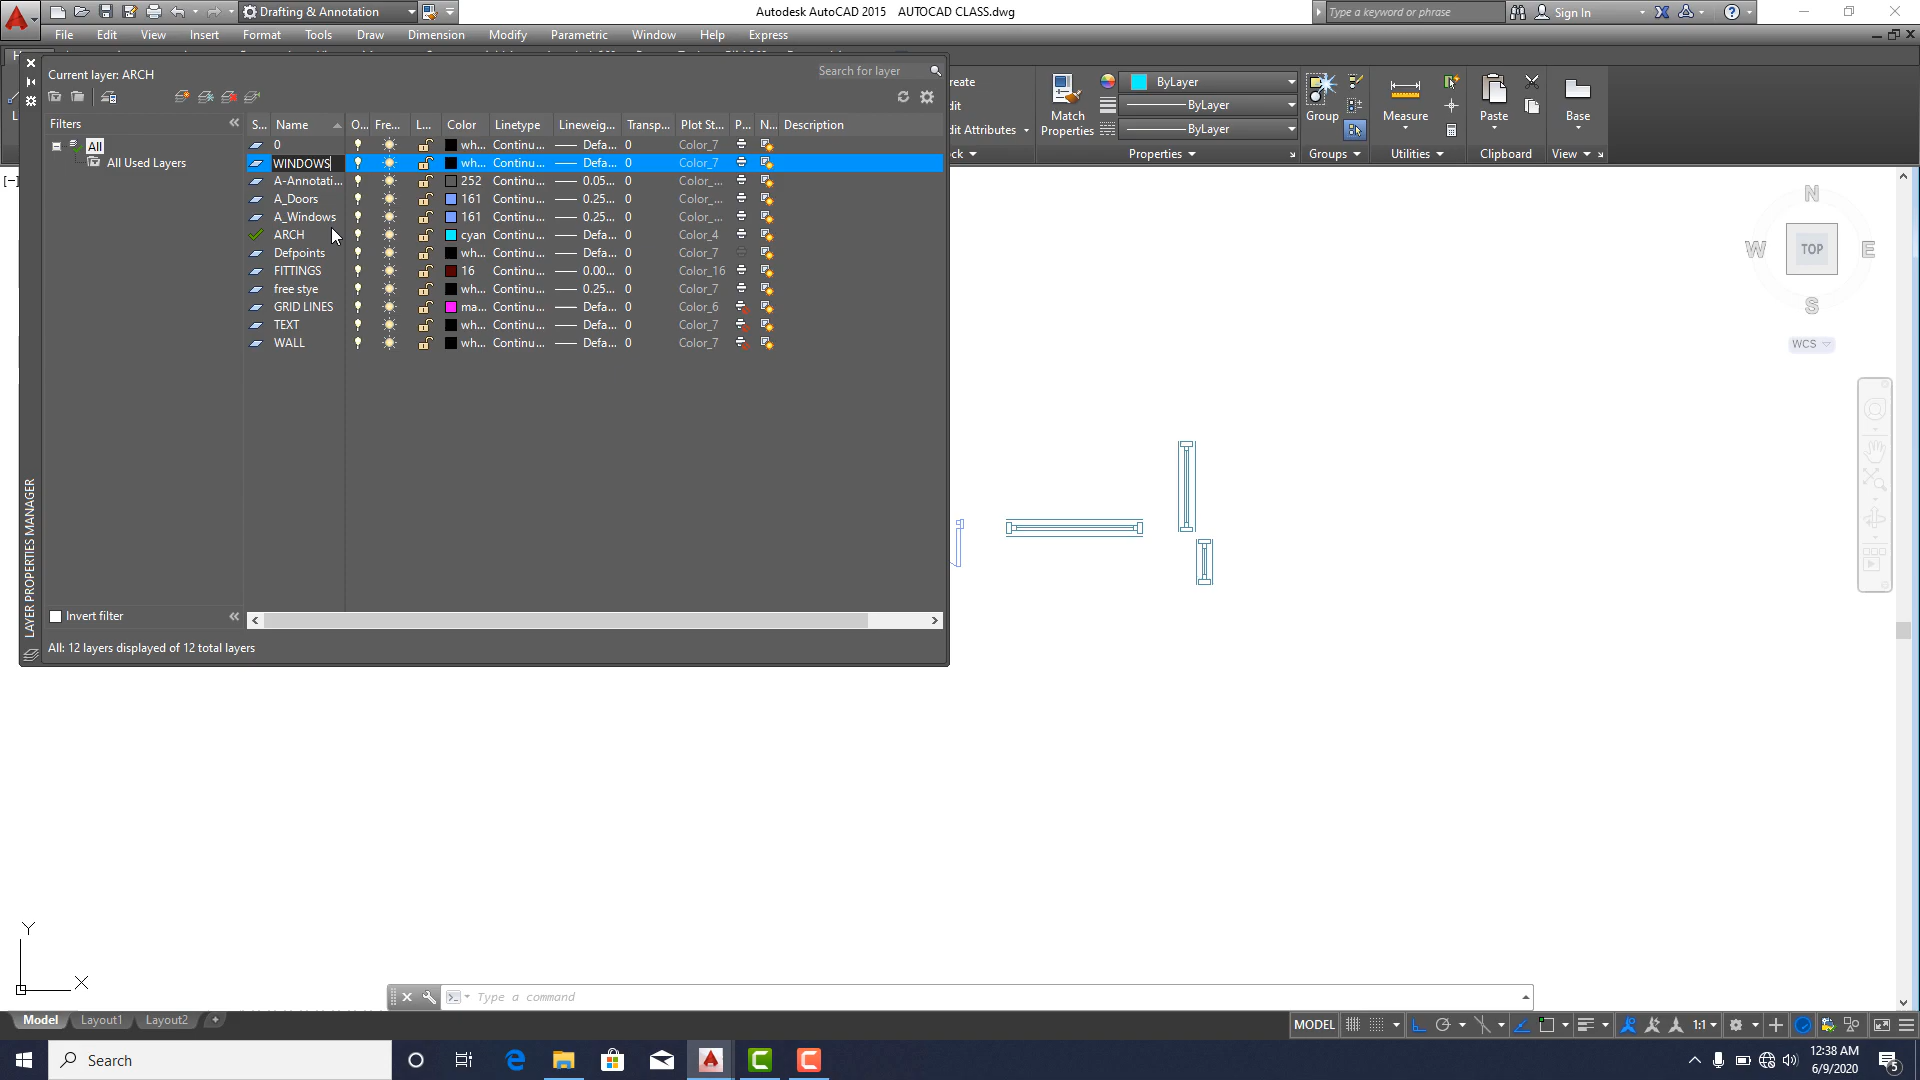 Drafting & Annotation
Autodesk AutoCAD 2015 AUTOCAD CLASS.dwg
Type a keyword or phrase
Sign In
File Edit View Insert Format Tools Draw Dimension Modify Parametric Window Help Express
Current layer: ARCH
Search for layer
Filters
All
All Used Layers
S... Name O... Fre... L... Color Linetype Lineweig... Transp... Plot St... P... N... Description
0 wh... Continu... Defa... 0 Color_7
WINDOWS wh... Continu... Defa... 0 Color_7
A-Annotati... 252 Continu... 0.05... 0 Color_...
A_Doors 161 Continu... 0.25... 0 Color_...
A_Windows 161 Continu... 0.25... 0 Color_...
ARCH cyan Continu... Defa... 0 Color_4
Defpoints wh... Continu... Defa... 0 Color_7
FITTINGS 16 Continu... 0.00... 0 Color_16
free stye wh... Continu... 0.25... 0 Color_7
GRID LINES ma... Continu... Defa... 0 Color_6
TEXT wh... Continu... Defa... 0 Color_7
WALL wh... Continu... Defa... 0 Color_7
Invert filter
All: 12 layers displayed of 12 total layers
LAYER PROPERTIES MANAGER
reate
dit
dit Attributes
ck
Match
Properties
ByLayer
ByLayer
ByLayer
Properties
Group
Groups
Measure
Utilities
Paste
Clipboard
Base
View
[−]
N
W TOP E
S
WCS
Y
X
Type a command
Model Layout1 Layout2 +
MODEL 1:1
Search
12:38 AM
6/9/2020
5